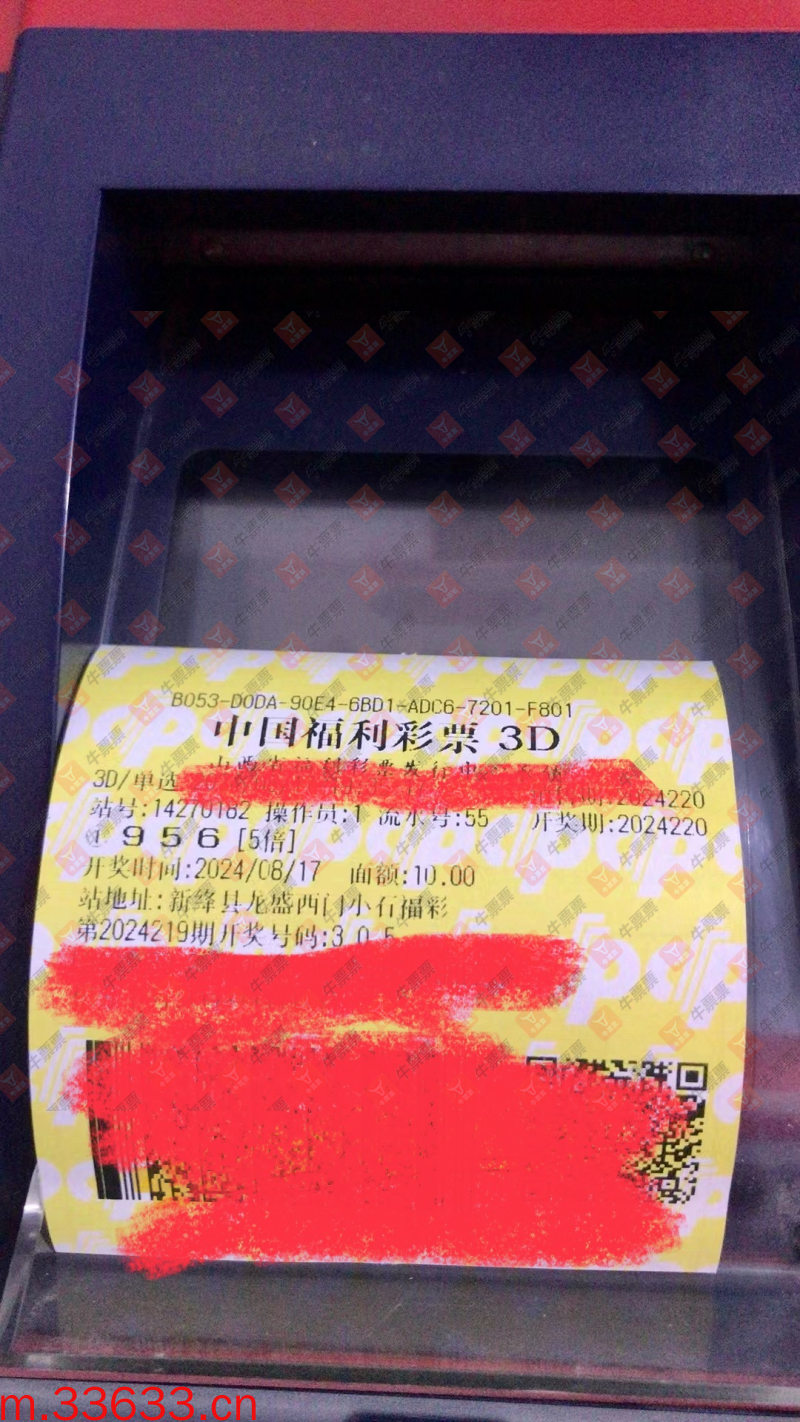 B053-D0DA-90E4-6BD1-ADC6-7201-F801
中国福利彩票 3D
3D/单选
2024220
站号:14270182 操作员:1 流水号:55 开奖期:2024220
① 9 5 6 [5倍]
开奖时间:2024/08/17 面额:10.00
站地址:新绛县龙盛西门小石福彩
第2024219期开奖号码:3 0 5
牛票票
m.33633.cn